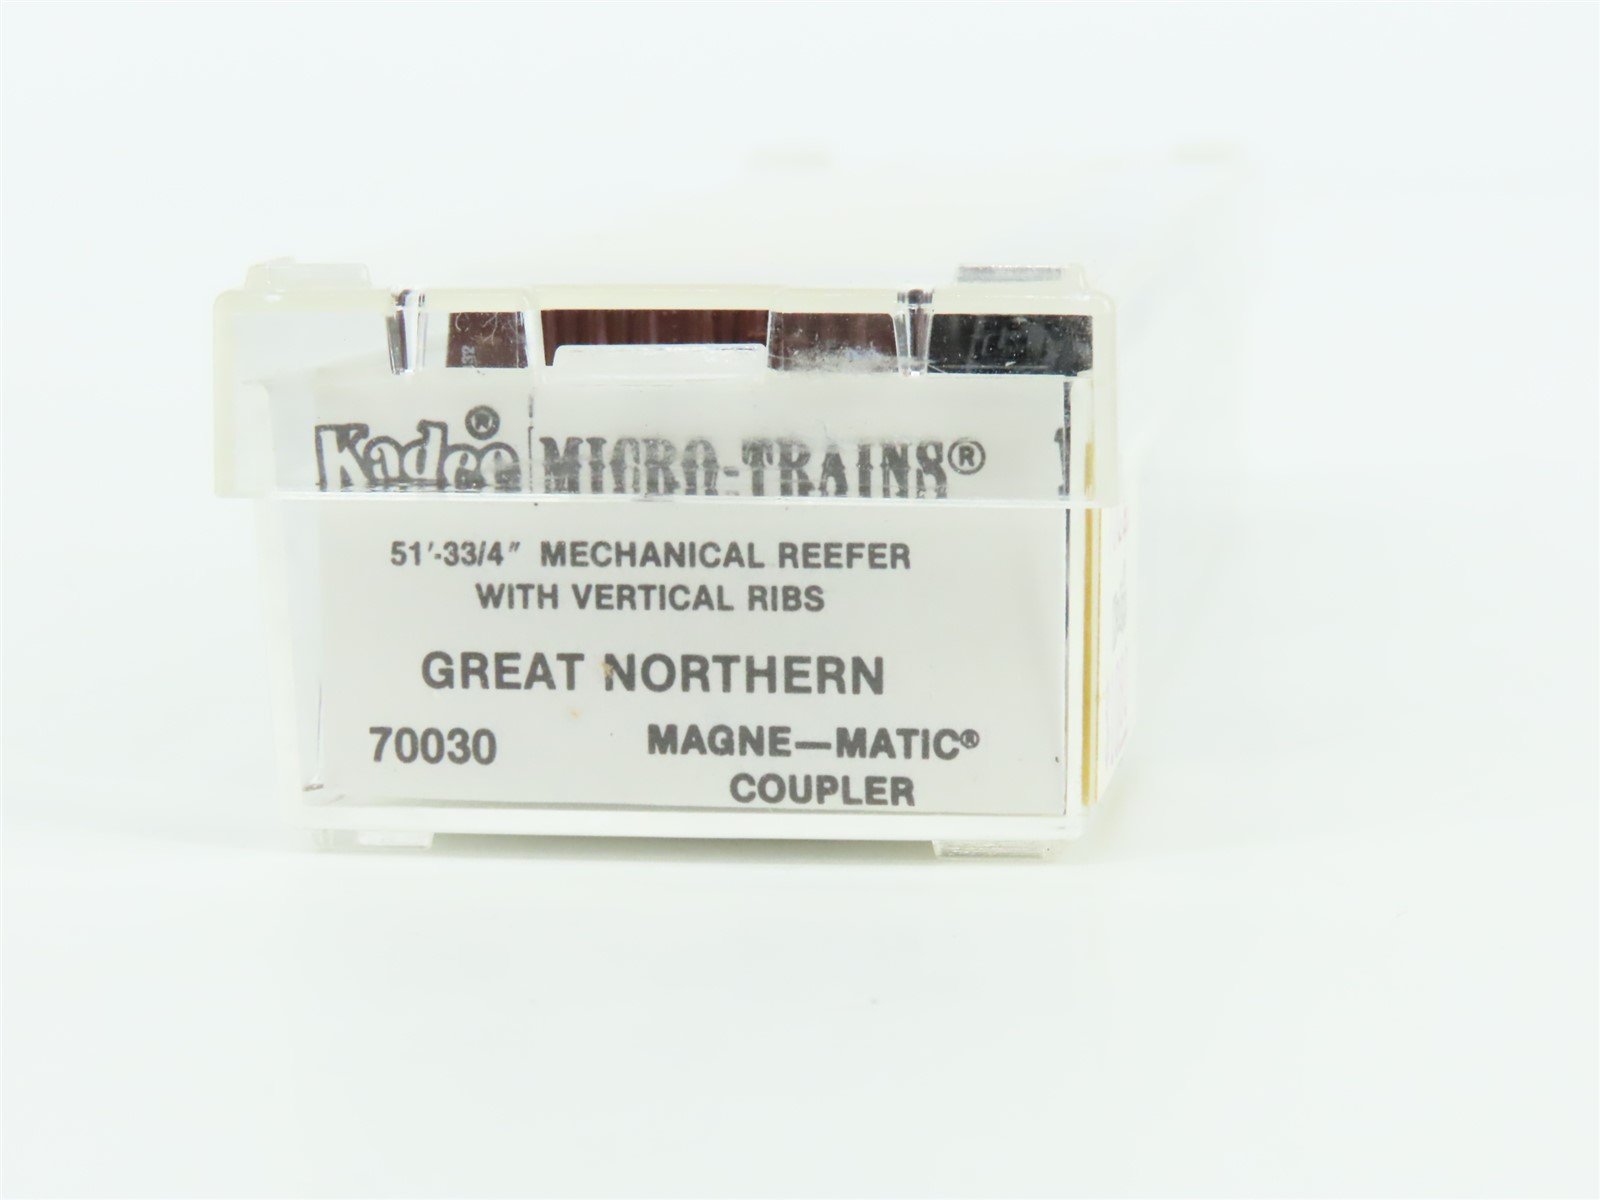 Kadee® MICRO-TRAINS®
51'-33/4" MECHANICAL REEFER
WITH VERTICAL RIBS
GREAT NORTHERN
70030 MAGNE—MATIC®
COUPLER